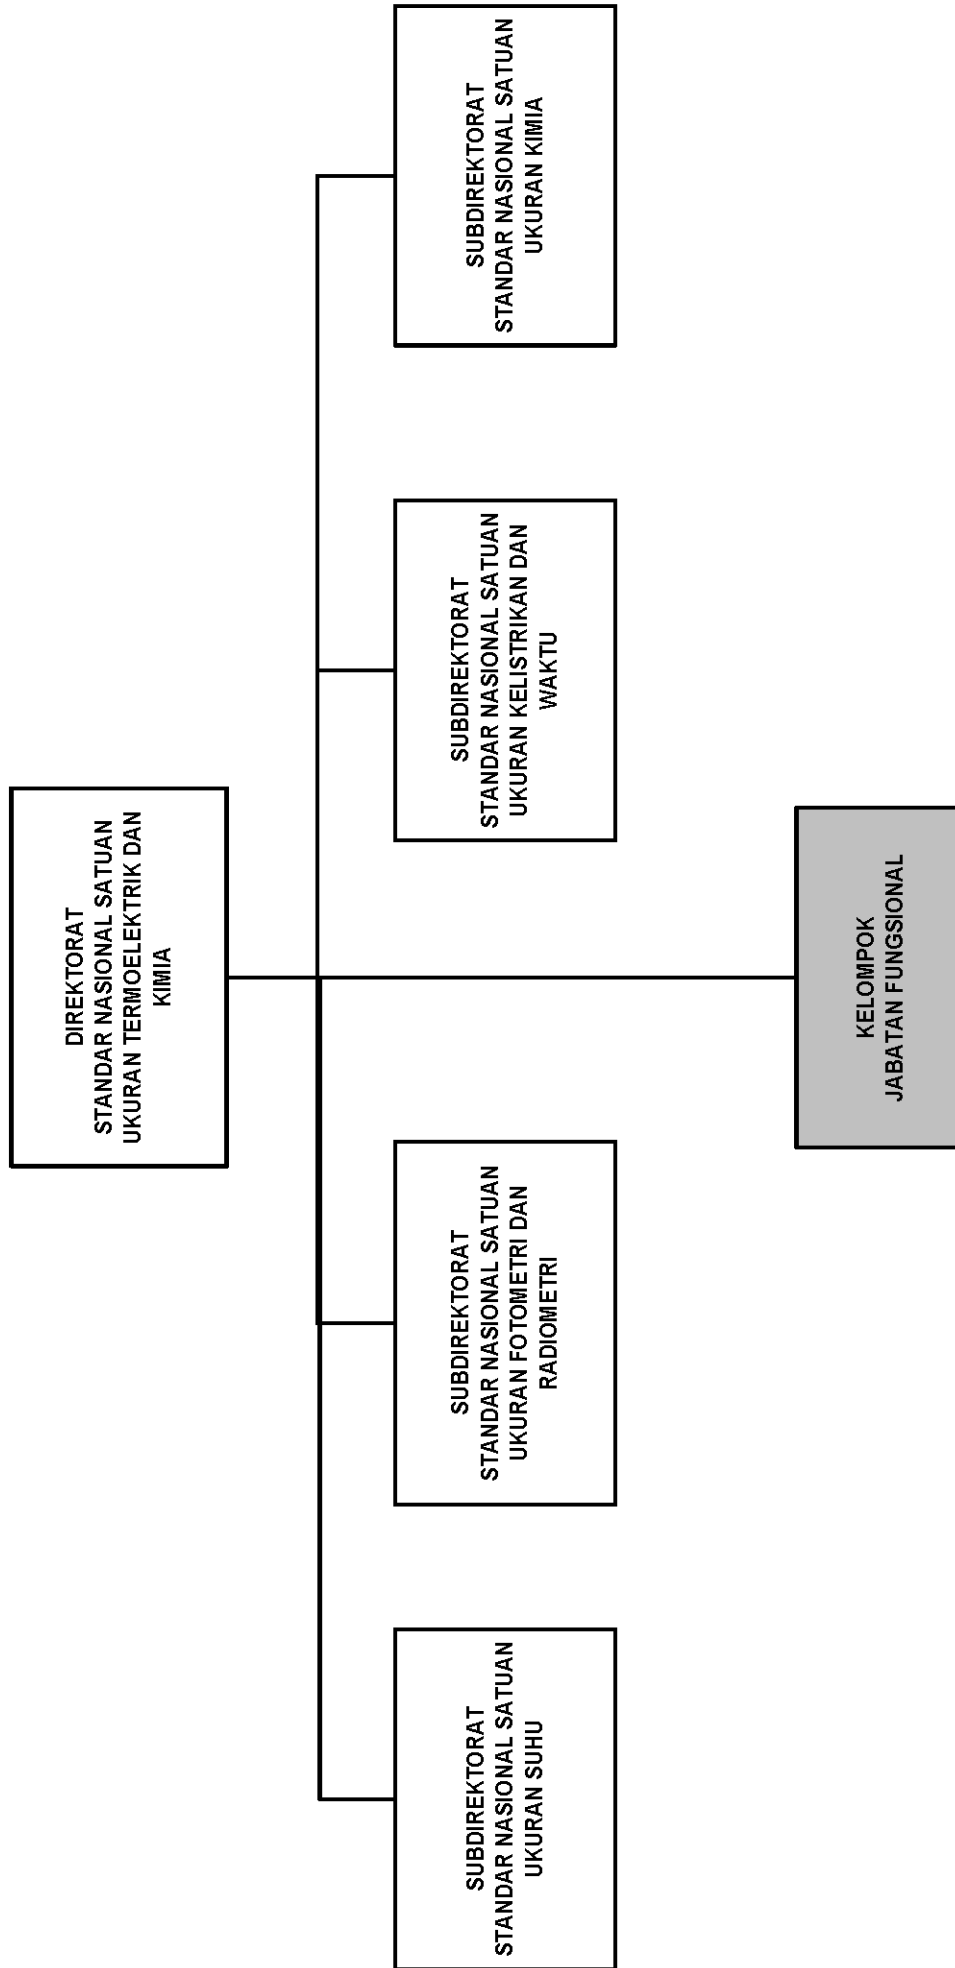 DIREKTORAT
STANDAR NASIONAL SATUAN
UKURAN TERMOELEKTRIK DAN
KIMIA
SUBDIREKTORAT
STANDAR NASIONAL SATUAN
UKURAN SUHU
SUBDIREKTORAT
STANDAR NASIONAL SATUAN
UKURAN FOTOMETRI DAN
RADIOMETRI
SUBDIREKTORAT
STANDAR NASIONAL SATUAN
UKURAN KELISTRIKAN DAN
WAKTU
SUBDIREKTORAT
STANDAR NASIONAL SATUAN
UKURAN KIMIA
KELOMPOK
JABATAN FUNGSIONAL